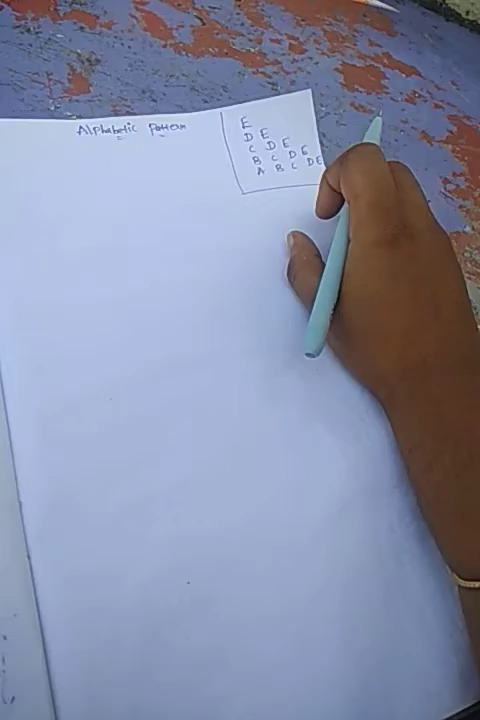 Alphabetic Pattern
E
D E
C D E
B C D E
A B C D E